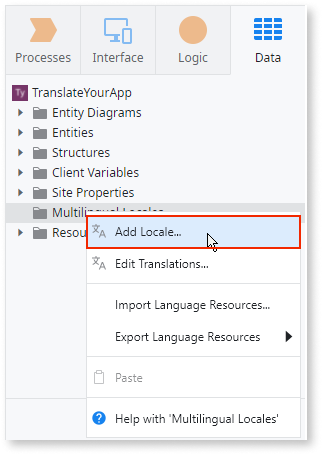 Processes Interface Logic Data
Ty TranslateYourApp
Entity Diagrams
Entities
Structures
Client Variables
Site Properties
Multilingual Locales
Resou
Add Locale...
Edit Translations...
Import Language Resources...
Export Language Resources
Paste
Help with 'Multilingual Locales'